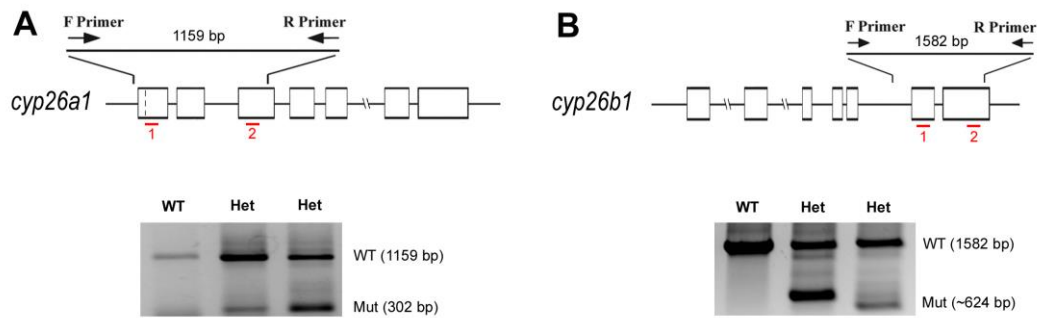 A
F Primer
1159 bp
R Primer
cyp26a1
1
2
WT
Het
Het
WT (1159 bp)
Mut (302 bp)
B
F Primer
1582 bp
R Primer
cyp26b1
1
2
WT
Het
Het
WT (1582 bp)
Mut (~624 bp)